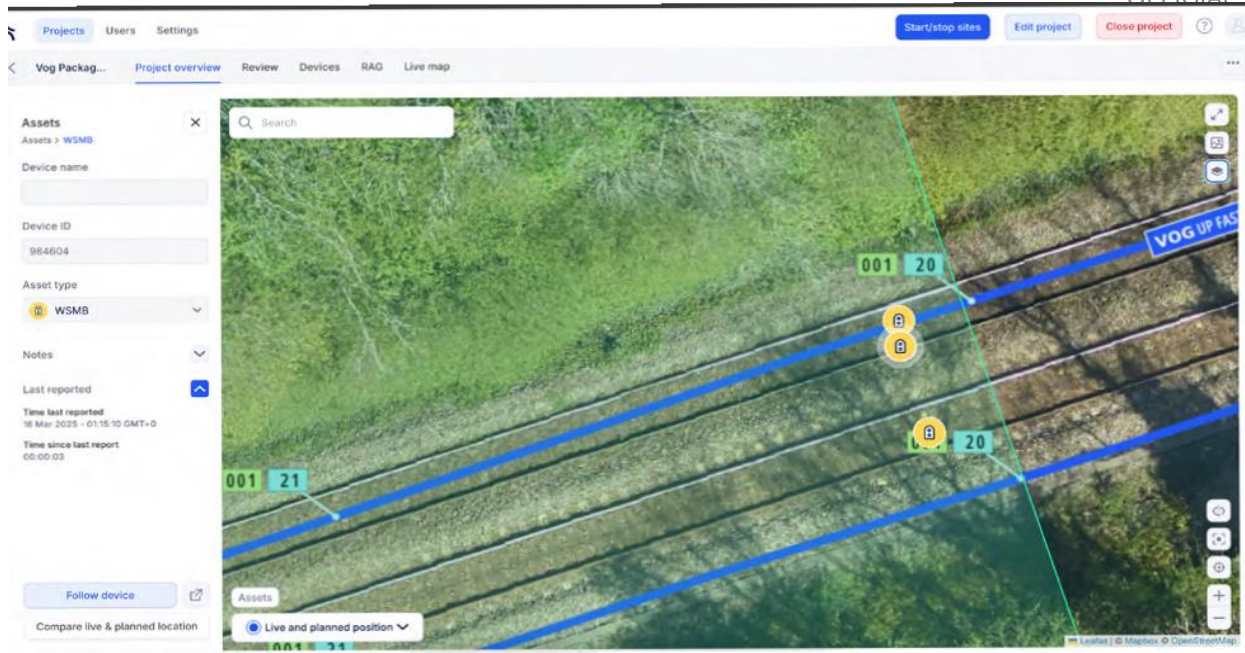 Projects Users Settings Start/stop sites Edit project Close project
Vog Packag... Project overview Review Devices RAG Live map
Assets
Assets > WSMB
Device name
Device ID
984604
Asset type
WSMB
Notes
Last reported
Time last reported
16 Mar 2025 - 01:15:10 GMT+0
Time since last report
00:00:03
Follow device
Compare live & planned location
Search
VOG UP FAS
001 20
20
001 21
Assets
Live and planned position
001 21
Leaflet | © Mapbox © OpenStreetMap